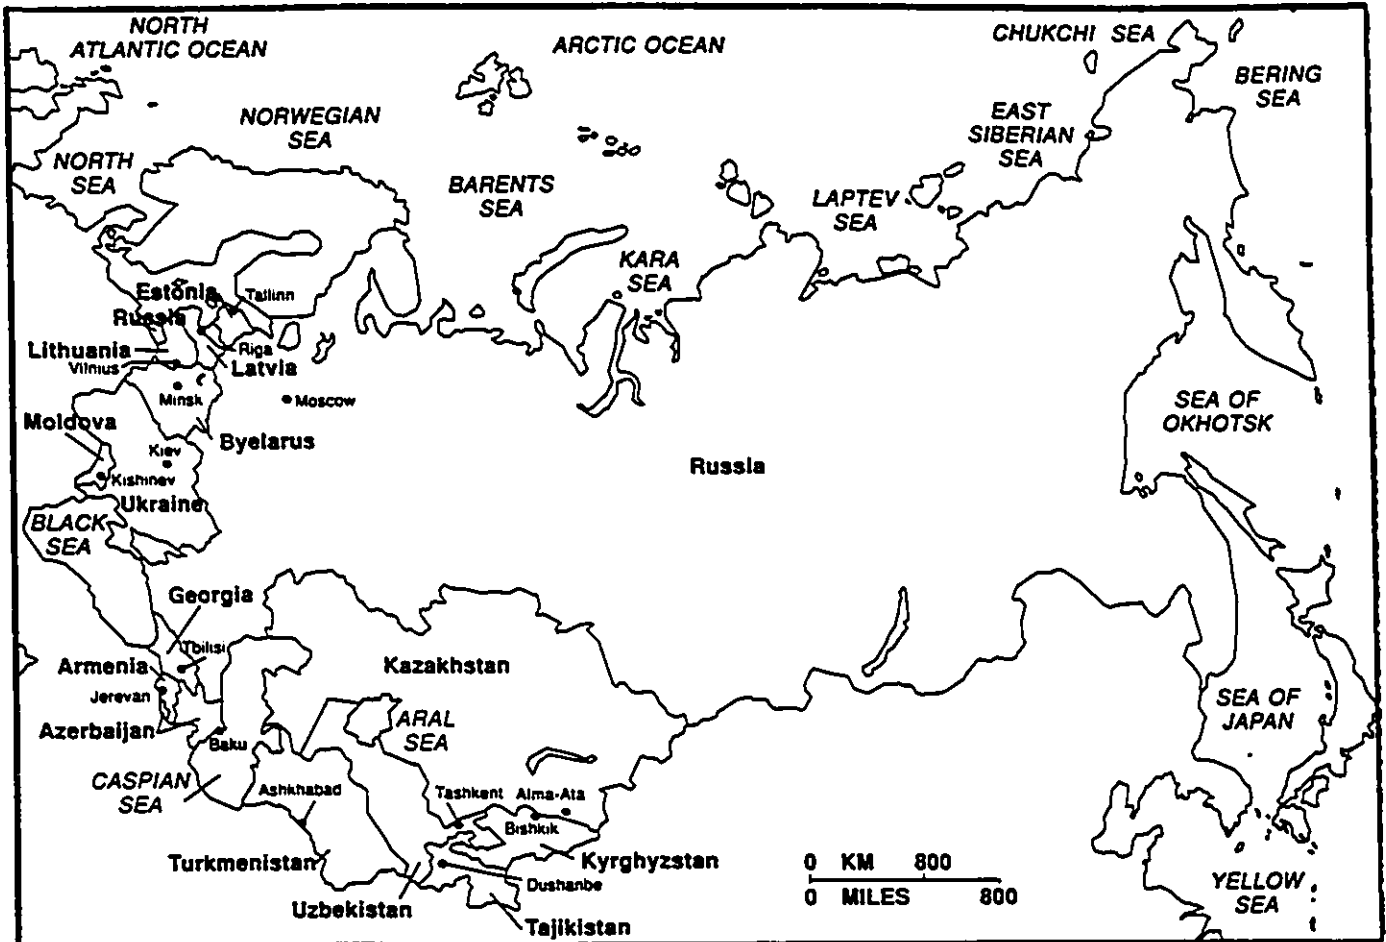 NORTH
ATLANTIC OCEAN
ARCTIC OCEAN
CHUKCHI SEA
BERING
SEA
NORWEGIAN
SEA
EAST
SIBERIAN
SEA
NORTH
SEA
BARENTS
SEA
LAPTEV
SEA
KARA
SEA
Estonia
Tallinn
Russia
Lithuania
Riga
Vilnius
Latvia
Minsk
Moscow
SEA OF
OKHOTSK
Moldova
Byelarus
Kiev
Russia
Kishinev
Ukraine
BLACK
SEA
Georgia
Tbilisi
Armenia
Kazakhstan
Jerevan
SEA OF
JAPAN
ARAL
SEA
Azerbaijan
Baku
CASPIAN
SEA
Ashkhabad
Tashkent
Alma-Ata
Bishkik
Turkmenistan
Kyrghyzstan
0 KM 800
Dushanbe
0 MILES 800
YELLOW
SEA
Uzbekistan
Tajikistan